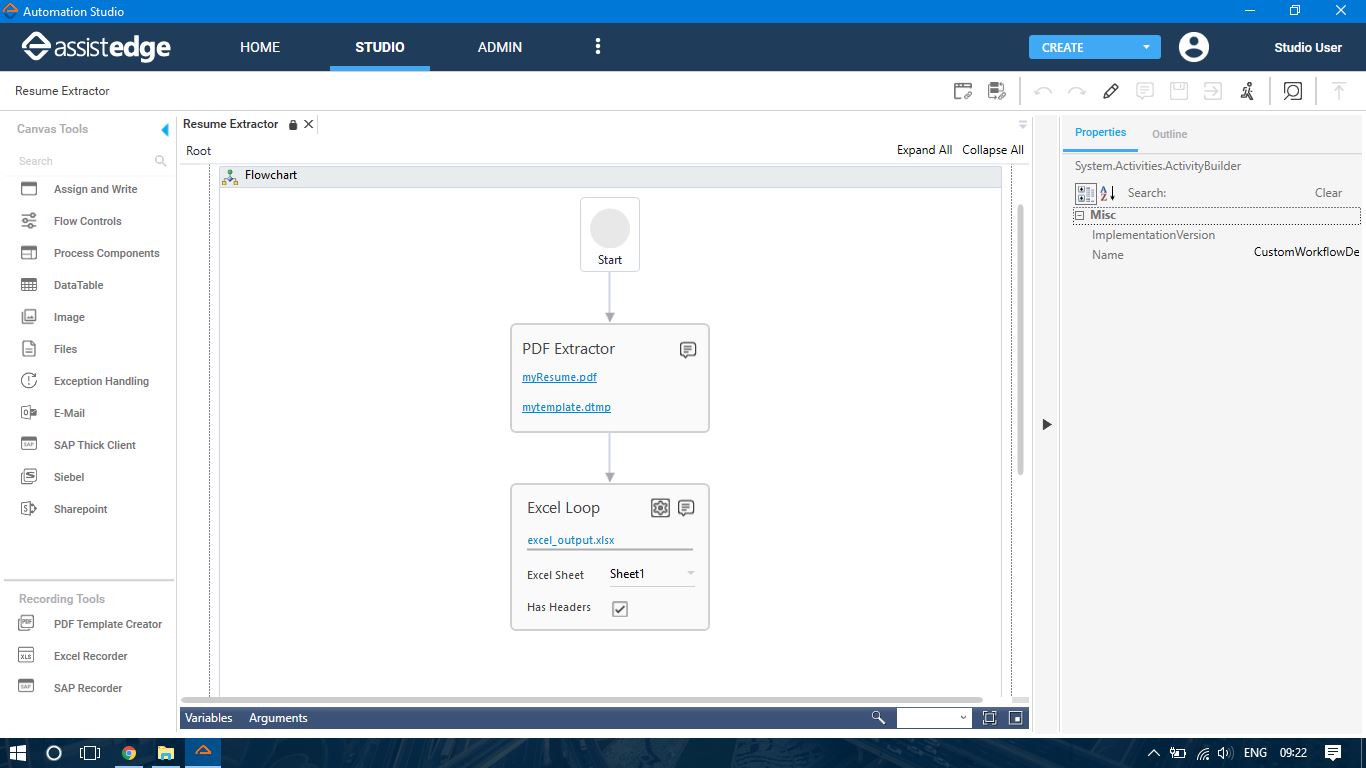 Automation Studio
assistedge
HOME
STUDIO
ADMIN
CREATE
Studio User
Resume Extractor
Canvas Tools
Search
Assign and Write
Flow Controls
Process Components
DataTable
Image
Files
Exception Handling
E-Mail
SAP Thick Client
Siebel
Sharepoint
Recording Tools
PDF Template Creator
Excel Recorder
SAP Recorder
Resume Extractor
Root
Expand All
Collapse All
Flowchart
Start
PDF Extractor
myResume.pdf
mytemplate.dtmp
Excel Loop
excel_output.xlsx
Excel Sheet Sheet1
Has Headers
Variables
Arguments
Properties
Outline
System.Activities.ActivityBuilder
Search:
Clear
Misc
ImplementationVersion
Name CustomWorkflowDe
ENG
09:22